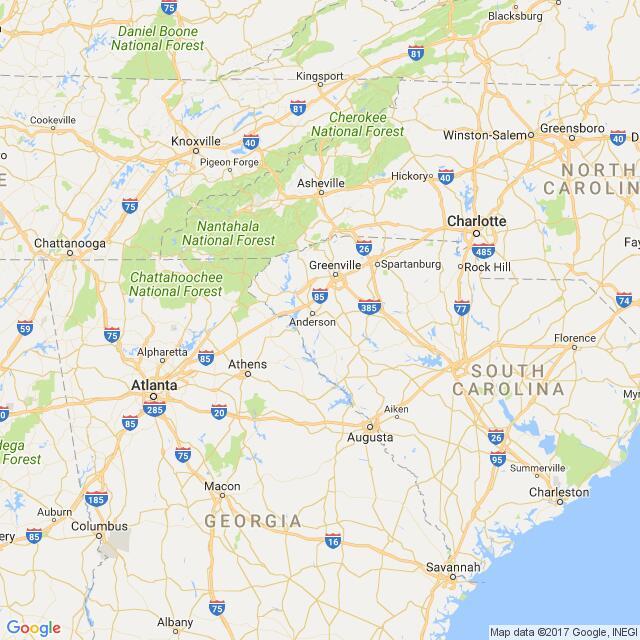 75
Blacksburg
Daniel Boone
National Forest
81
Kingsport
81
Cookeville
Cherokee
National Forest
Knoxville
40
Winston-Salem
Greensboro
40
D
Pigeon Forge
NORTH
CAROLIN
Asheville
Hickory
40
E
75
Nantahala
National Forest
Charlotte
Chattanooga
26
485
Fay
Greenville
Spartanburg
Rock Hill
Chattahoochee
National Forest
85
385
77
74
59
75
Anderson
Florence
Alpharetta
85
Athens
SOUTH
CAROLINA
Atlanta
285
20
Aiken
My
0
85
Augusta
26
dega
Forest
75
95
Summerville
Macon
185
Charleston
Auburn
GEORGIA
ery
85
Columbus
16
Savannah
75
Albany
Google
Map data ©2017 Google, INEGI